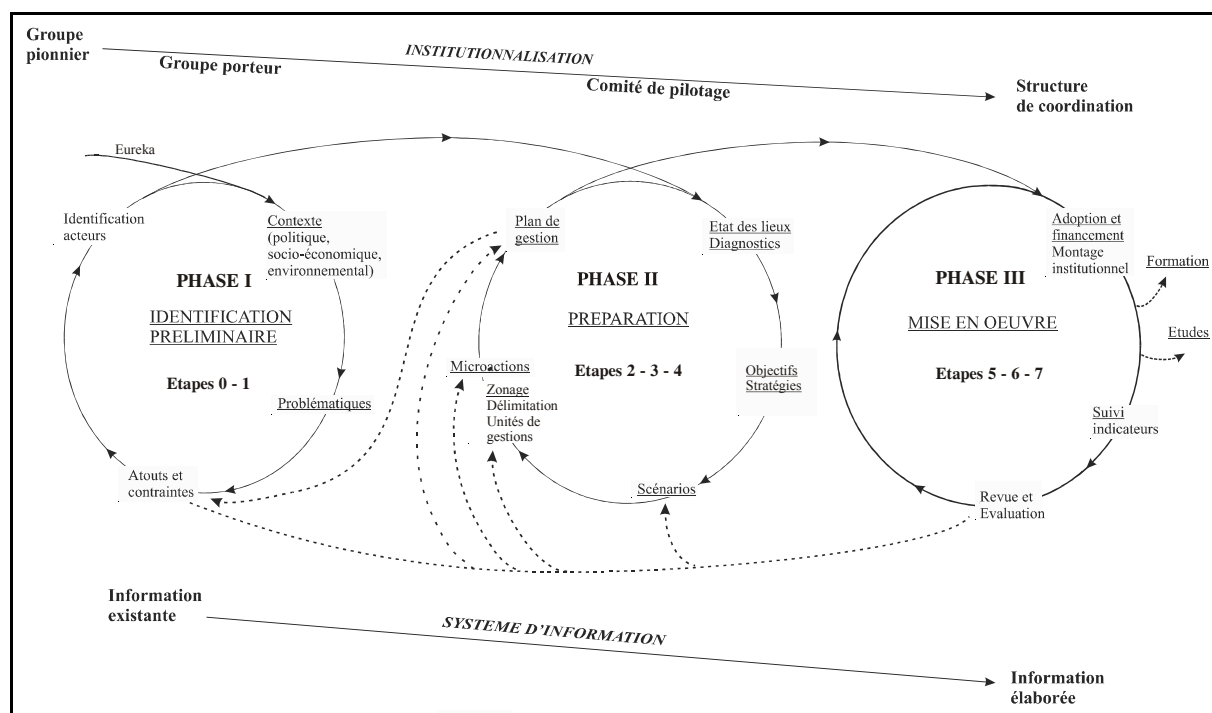 Groupe
pionnier
INSTITUTIONNALISATION
Groupe porteur
Comité de pilotage
Structure
de coordination
Eureka
Identification
acteurs
Contexte
(politique,
socio-économique,
environnemental)
PHASE I
IDENTIFICATION
PRELIMINAIRE
Etapes 0 - 1
Problématiques
Atouts et
contraintes
Plan de
gestion
Etat des lieux
Diagnostics
PHASE II
PREPARATION
Etapes 2 - 3 - 4
Microactions
Zonage
Délimitation
Unités de
gestions
Objectifs
Stratégies
Scénarios
Adoption et
financement
Montage
institutionnel
PHASE III
MISE EN OEUVRE
Etapes 5 - 6 - 7
Formation
Etudes
Suivi
indicateurs
Revue et
Evaluation
Information
existante
SYSTEME D'INFORMATION
Information
élaborée